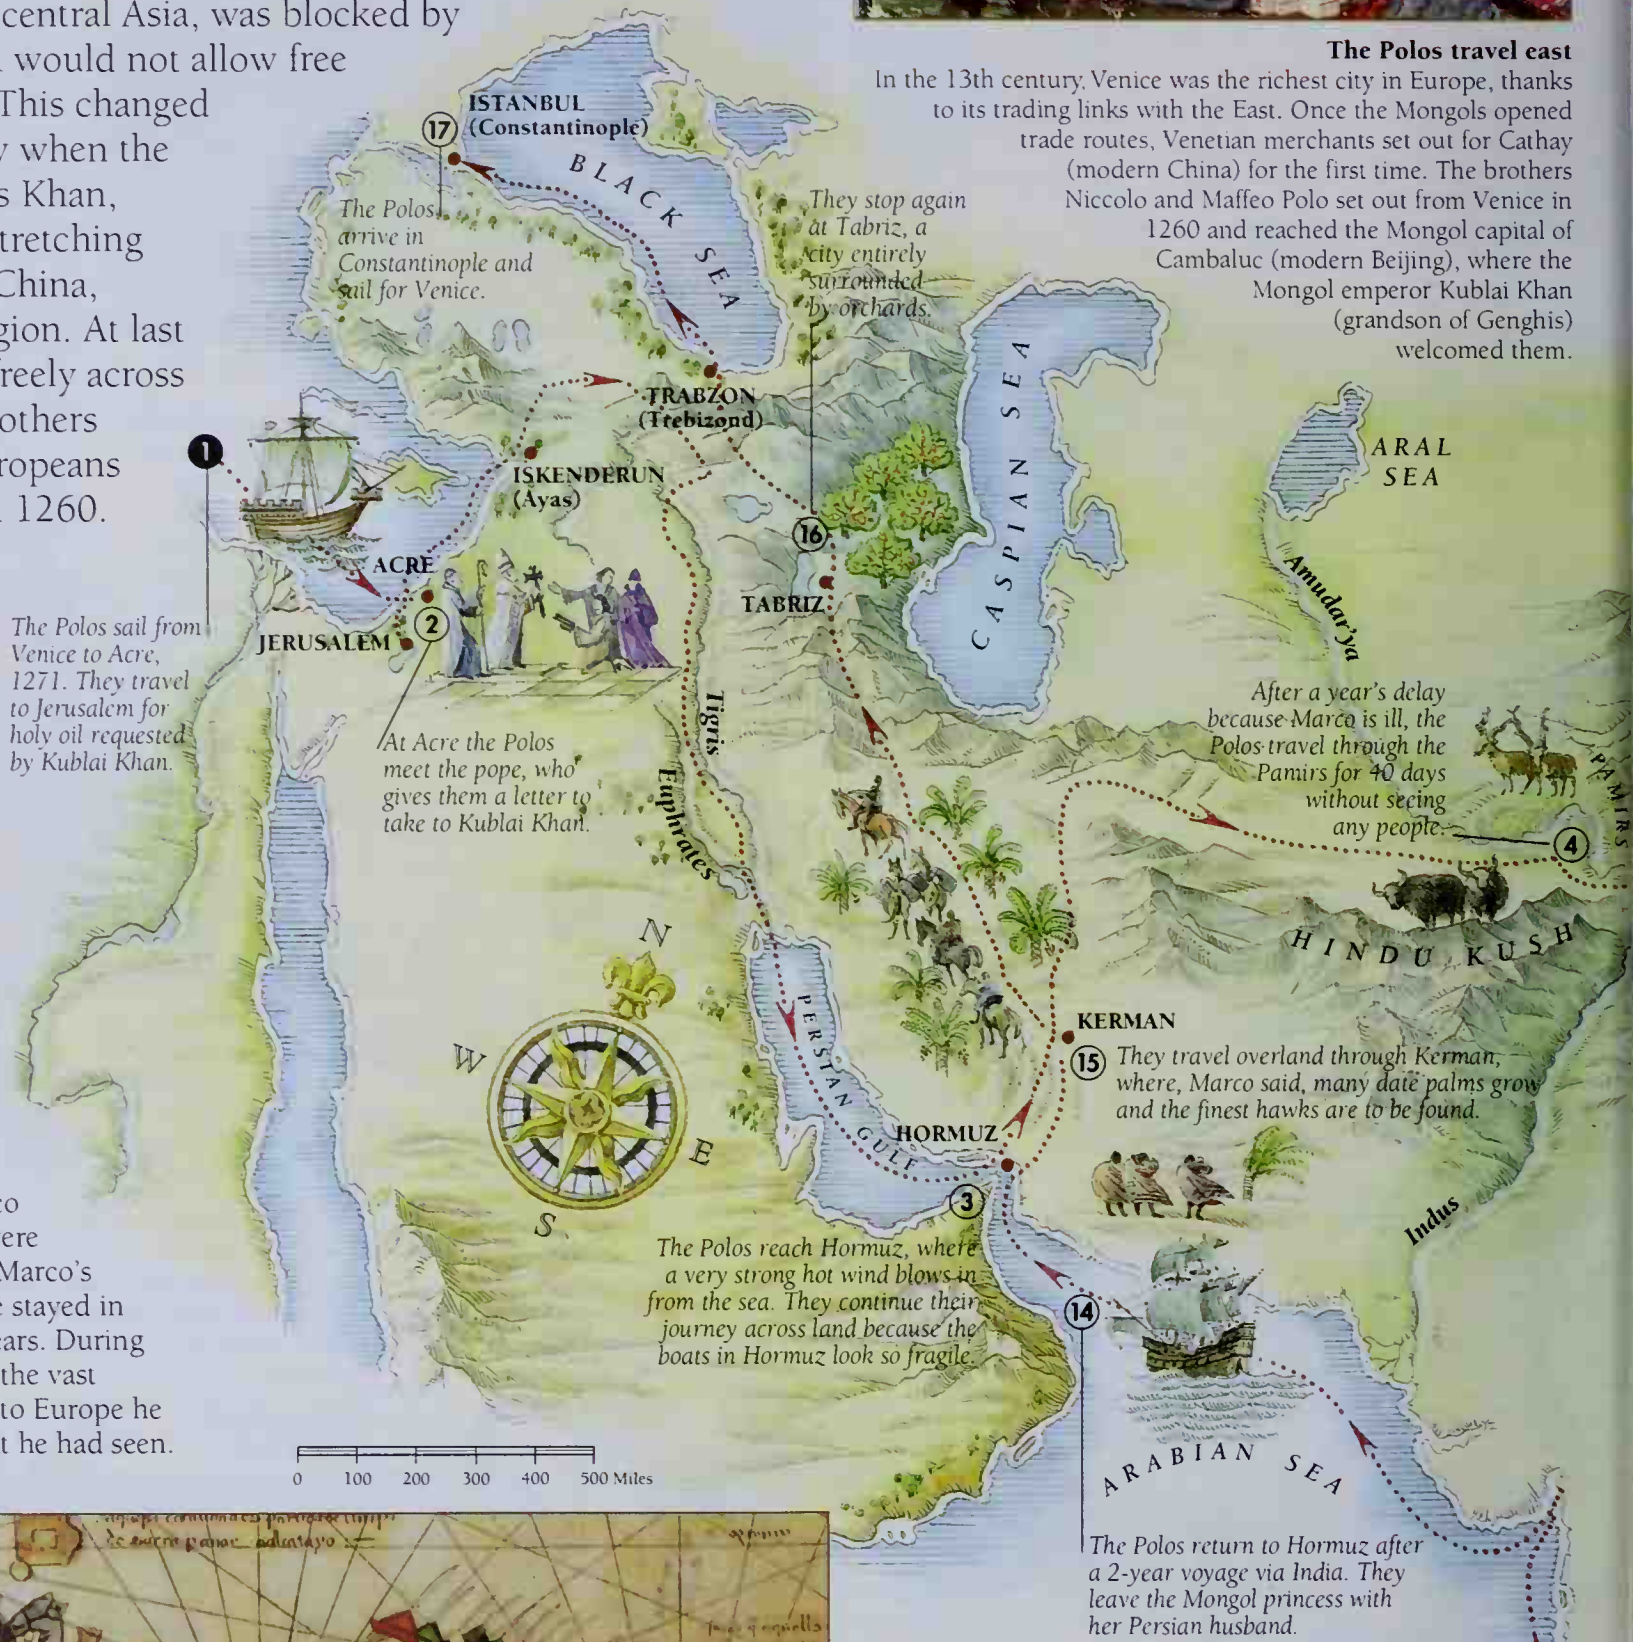 central Asia, was blocked by
would not allow free
This changed
when the
s Khan,
tretching
China,
gion. At last
reely across
others
ropeans
1260.
The Polos travel east
In the 13th century, Venice was the richest city in Europe, thanks
to its trading links with the East. Once the Mongols opened
trade routes, Venetian merchants set out for Cathay
(modern China) for the first time. The brothers
Niccolo and Maffeo Polo set out from Venice in
1260 and reached the Mongol capital of
Cambaluc (modern Beijing), where the
Mongol emperor Kublai Khan
(grandson of Genghis)
welcomed them.
ISTANBUL
(Constantinople)
17
BLACK SEA
The Polos
arrive in
Constantinople and
sail for Venice.
They stop again
at Tabriz, a
city entirely
surrounded
by orchards.
TRABZON
(Trebizond)
CASPIAN SEA
ARAL
SEA
1
ISKENDERUN
(Ayas)
16
ACRE
TABRIZ
Amudar'ya
2
JERUSALEM
The Polos sail from
Venice to Acre,
1271. They travel
to Jerusalem for
holy oil requested
by Kublai Khan.
At Acre the Polos
meet the pope, who
gives them a letter to
take to Kublai Khan.
Tigris
Euphrates
After a year's delay
because Marco is ill, the
Polos travel through the
Pamirs for 40 days
without seeing
any people.
PAMIRS
4
HINDU KUSH
N
W
E
S
PERSIAN GULF
KERMAN
15
They travel overland through Kerman,
where, Marco said, many date palms grow
and the finest hawks are to be found.
HORMUZ
3
Indus
The Polos reach Hormuz, where
a very strong hot wind blows in
from the sea. They continue their
journey across land because the
boats in Hormuz look so fragile.
14
co
ere
Marco's
stayed in
ears. During
the vast
to Europe he
t he had seen.
0 100 200 300 400 500 Miles
ARABIAN SEA
The Polos return to Hormuz after
a 2-year voyage via India. They
leave the Mongol princess with
her Persian husband.